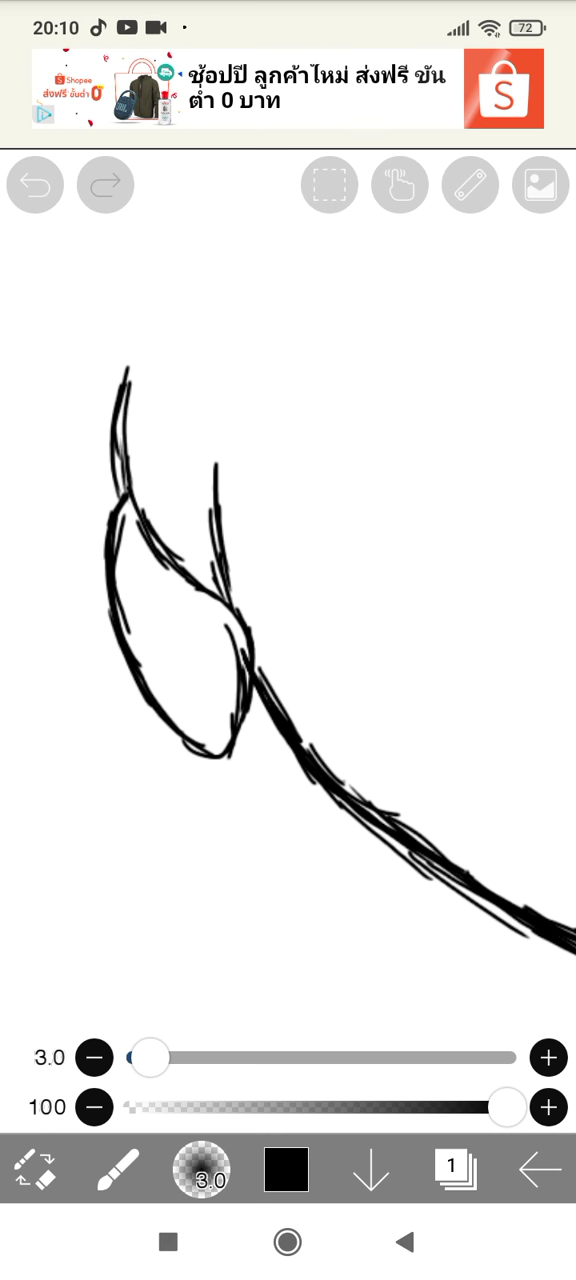 20:10
72
Shopee
ส่งฟรี ขั้นต่ำ 0
ช้อปปี ลูกค้าใหม่ ส่งฟรี ขั้น
ต่ำ 0 บาท
S
3.0
100
3.0
1